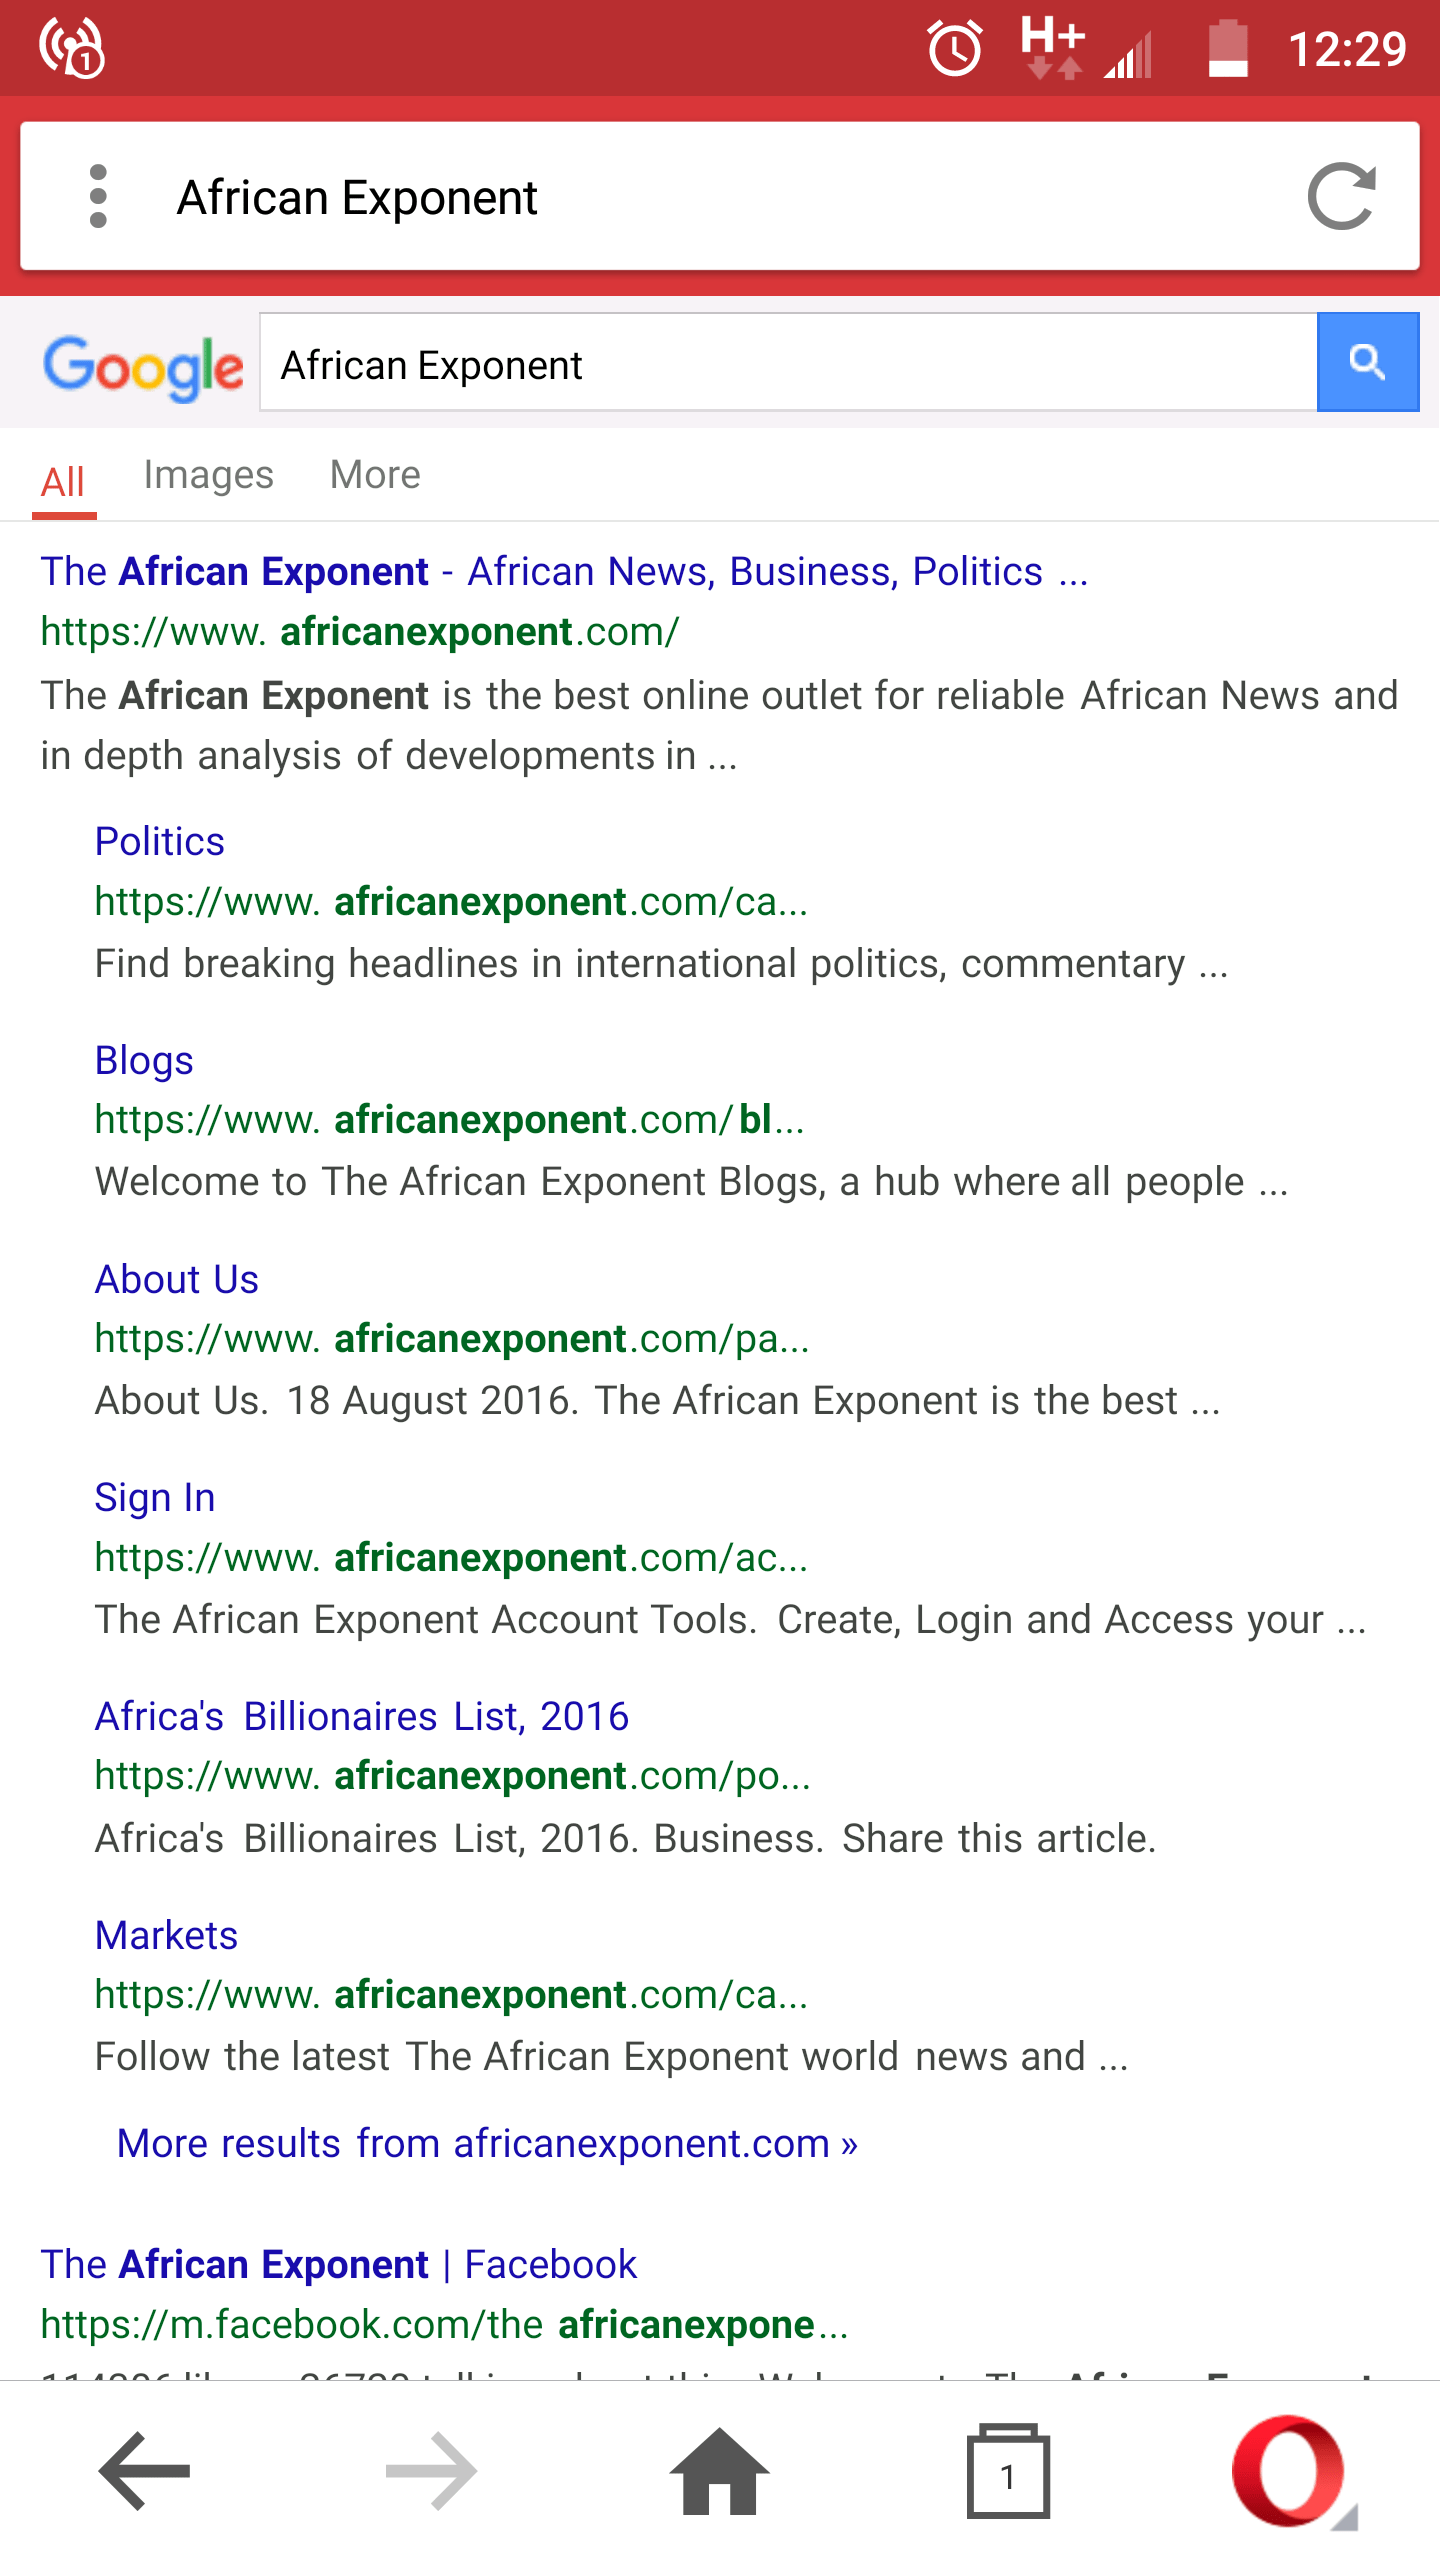 1
H+
12:29
African Exponent
Google
African Exponent
All Images More
The African Exponent - African News, Business, Politics ...
https://www. africanexponent.com/
The African Exponent is the best online outlet for reliable African News and
in depth analysis of developments in ...
Politics
https://www. africanexponent.com/ca...
Find breaking headlines in international politics, commentary ...
Blogs
https://www. africanexponent.com/bl...
Welcome to The African Exponent Blogs, a hub where all people ...
About Us
https://www. africanexponent.com/pa...
About Us. 18 August 2016. The African Exponent is the best ...
Sign In
https://www. africanexponent.com/ac...
The African Exponent Account Tools. Create, Login and Access your ...
Africa's Billionaires List, 2016
https://www. africanexponent.com/po...
Africa's Billionaires List, 2016. Business. Share this article.
Markets
https://www. africanexponent.com/ca...
Follow the latest The African Exponent world news and ...
More results from africanexponent.com »
The African Exponent | Facebook
https://m.facebook.com/the africanexpone...
talking about this. The African Exponent
1